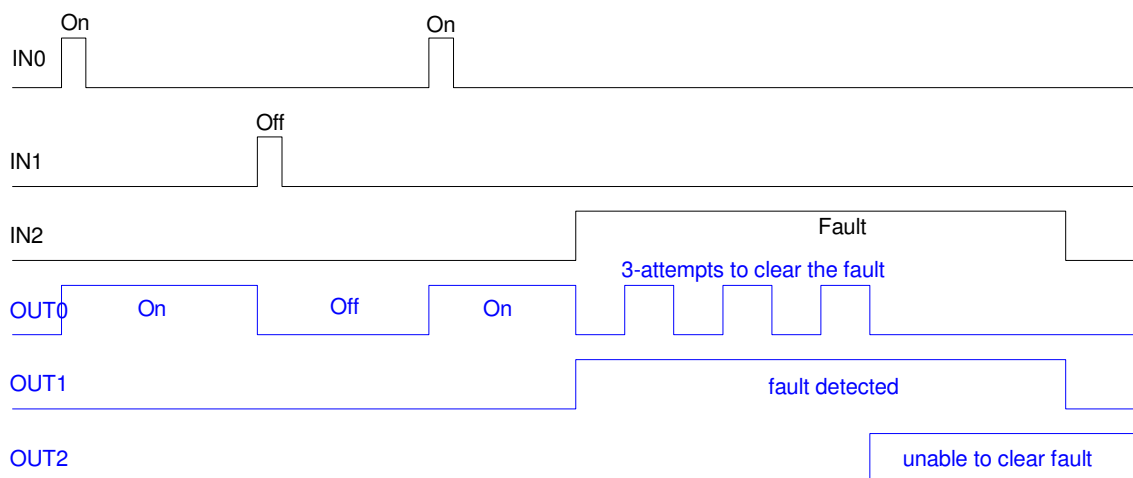 On
On
IN0
Off
IN1
Fault
IN2
3-attempts to clear the fault
OUT0
On
Off
On
OUT1
fault detected
OUT2
unable to clear fault